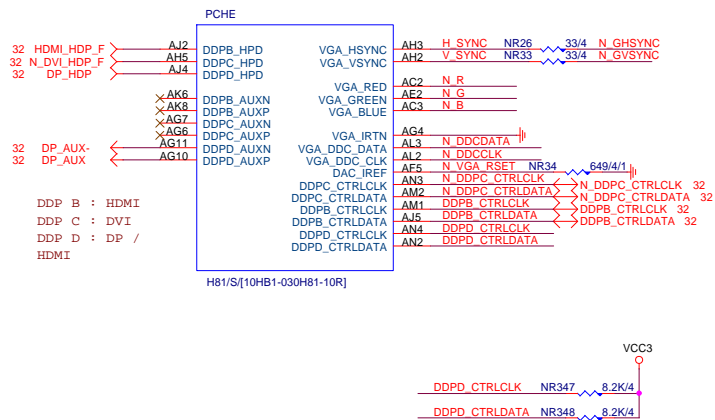 PCHE
32 HDMI_HDP_F AJ2 DDPB_HPD VGA_HSYNC AH3 H_SYNC NR26 33/4 N_GHSYNC
32 N_DVI_HDP_F AH5 DDPC_HPD VGA_VSYNC AH2 V_SYNC NR33 33/4 N_GVSYNC
32 DP_HDP AJ4 DDPD_HPD
VGA_RED AC2 N_R
AK6 DDPB_AUXN VGA_GREEN AE2 N_G
AK8 DDPB_AUXP VGA_BLUE AC3 N_B
AG7 DDPC_AUXN
AG6 DDPC_AUXP VGA_IRTN AG4
32 DP_AUX- AG11 DDPD_AUXN VGA_DDC_DATA AL3 N_DDCDATA
32 DP_AUX AG10 DDPD_AUXP VGA_DDC_CLK AL2 N_DDCCLK
DAC_IREF AF5 N_VGA_RSET NR34 649/4/1
DDPC_CTRLCLK AN3 N_DDPC_CTRLCLK N_DDPC_CTRLCLK 32
DDPC_CTRLDATA AM2 N_DDPC_CTRLDATA N_DDPC_CTRLDATA 32
DDP B : HDMI DDPB_CTRLCLK AM1 DDPB_CTRLCLK DDPB_CTRLCLK 32
DDP C : DVI DDPB_CTRLDATA AJ5 DDPB_CTRLDATA DDPB_CTRLDATA 32
DDP D : DP / DDPD_CTRLCLK AN4 DDPD_CTRLCLK
HDMI DDPD_CTRLDATA AN2 DDPD_CTRLDATA
H81/S/[10HB1-030H81-10R]
VCC3
DDPD_CTRLCLK NR347 8.2K/4
DDPD_CTRLDATA NR348 8.2K/4